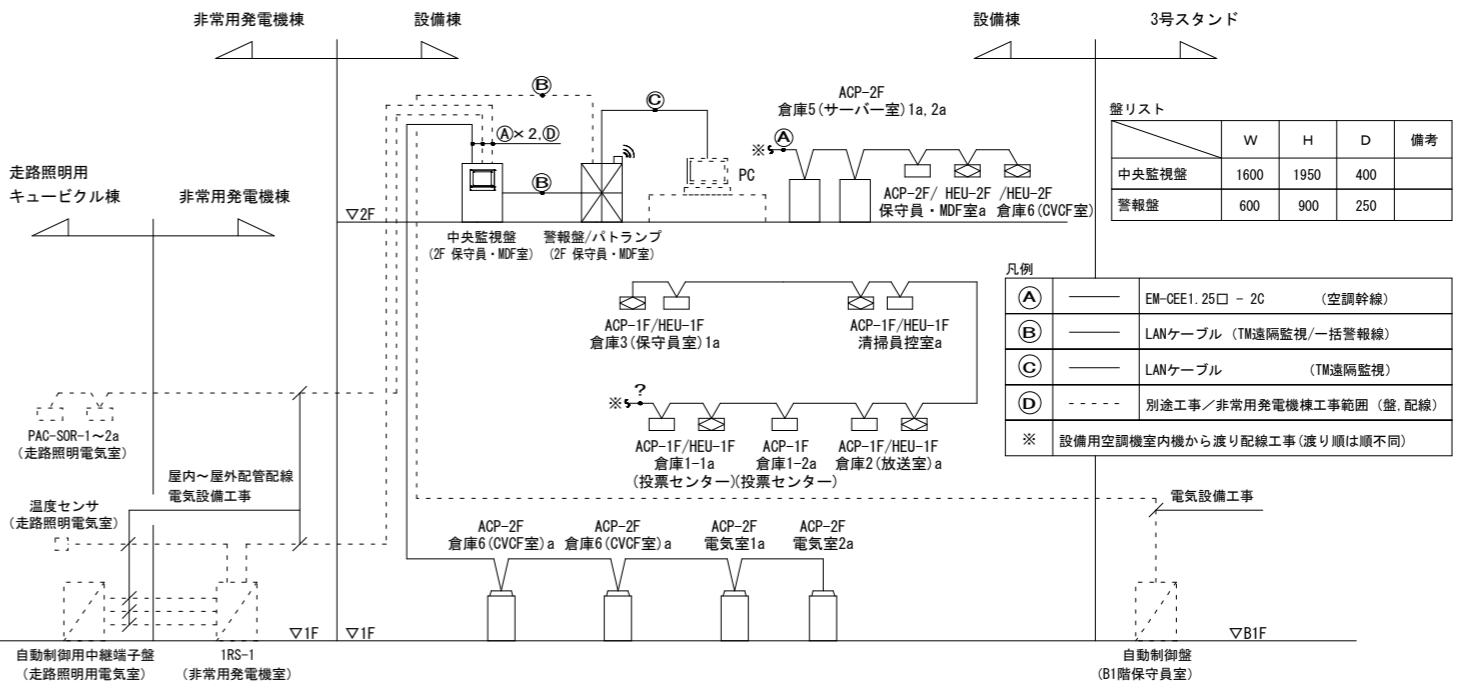 非常用発電機棟
設備棟
設備棟
3号スタンド
走路照明用
キュービクル棟
非常用発電機棟
Ⓑ
Ⓒ
Ⓐ×2,Ⓓ
Ⓑ
PC
ACP-2F
倉庫5(サーバー室)1a,2a
※
Ⓐ
ACP-2F/ HEU-2F /HEU-2F
保守員・MDF室a 倉庫6(CVCF室)
▽2F
中央監視盤
(2F 保守員・MDF室)
警報盤/パトランプ
(2F 保守員・MDF室)
盤リスト
W H D 備考
中央監視盤 1600 1950 400
警報盤 600 900 250
凡例
Ⓐ EM-CEE1.25□ - 2C (空調幹線)
Ⓑ LANケーブル (TM遠隔監視/一括警報線)
Ⓒ LANケーブル (TM遠隔監視)
Ⓓ 別途工事/非常用発電機棟工事範囲 (盤,配線)
※ 設備用空調機室内機から渡り配線工事(渡り順は順不同)
ACP-1F/HEU-1F
倉庫3(保守員室)1a
ACP-1F/HEU-1F
清掃員控室a
※
?
ACP-1F/HEU-1F
倉庫1-1a
(投票センター)
ACP-1F
倉庫1-2a
(投票センター)
ACP-1F/HEU-1F
倉庫2(放送室)a
PAC-SOR-1~2a
(走路照明電気室)
屋内~屋外配管配線
電気設備工事
温度センサ
(走路照明電気室)
電気設備工事
ACP-2F
倉庫6(CVCF室)a
ACP-2F
倉庫6(CVCF室)a
ACP-2F
電気室1a
ACP-2F
電気室2a
▽1F
▽1F
▽B1F
自動制御用中継端子盤
(走路照明用電気室)
1RS-1
(非常用発電機室)
自動制御盤
(B1階保守員室)